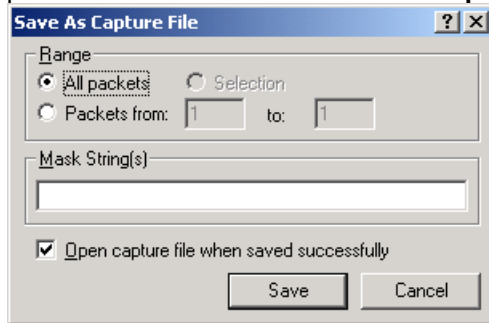 Save As Capture File
Range
All packets Selection
Packets from: 1 to: 1
Mask String(s)
Open capture file when saved successfully
Save Cancel